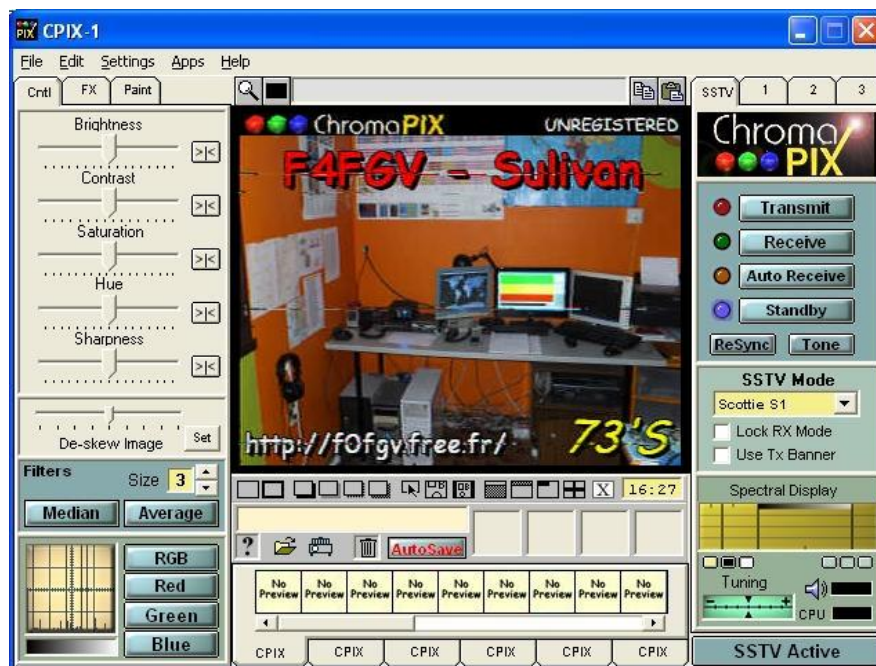 CPIX-1
File Edit Settings Apps Help
Cntl FX Paint
SSTV 1 2 3
Brightness
>|<
Contrast
>|<
Saturation
>|<
Hue
>|<
Sharpness
>|<
De-skew Image Set
Filters
Size 3
Median Average
RGB
Red
Green
Blue
ChromaPIX UNREGISTERED
F4FGV - Sulivan
73'S
http://f0fgv.free.fr/
X 16:27
? AutoSave
No Preview No Preview No Preview No Preview No Preview No Preview No Preview No Preview
CPIX CPIX CPIX CPIX CPIX CPIX
Chroma
PIX
Transmit
Receive
Auto Receive
Standby
ReSync Tone
SSTV Mode
Scottie S1
Lock RX Mode
Use Tx Banner
Spectral Display
Tuning
- +
CPU
SSTV Active